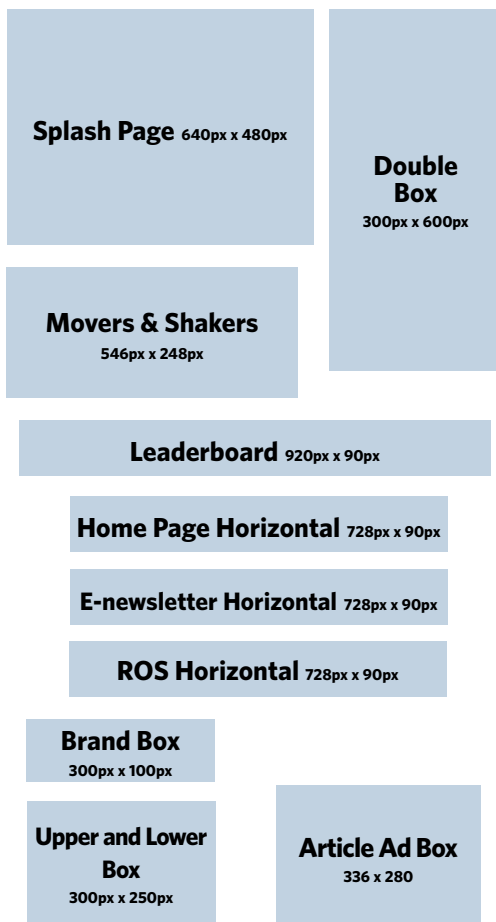 Splash Page 640px x 480px
Double
Box
300px x 600px
Movers & Shakers
546px x 248px
Leaderboard 920px x 90px
Home Page Horizontal 728px x 90px
E-newsletter Horizontal 728px x 90px
ROS Horizontal 728px x 90px
Brand Box
300px x 100px
Upper and Lower
Box
300px x 250px
Article Ad Box
336 x 280